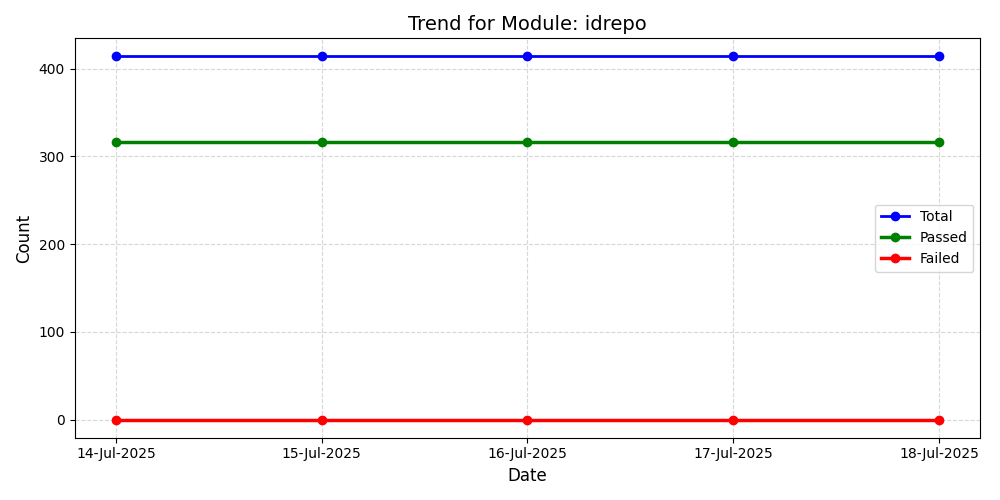 Trend for Module: idrepo
400
300
200
100
0
Count
Total
Passed
Failed
14-Jul-2025
15-Jul-2025
16-Jul-2025
17-Jul-2025
18-Jul-2025
Date